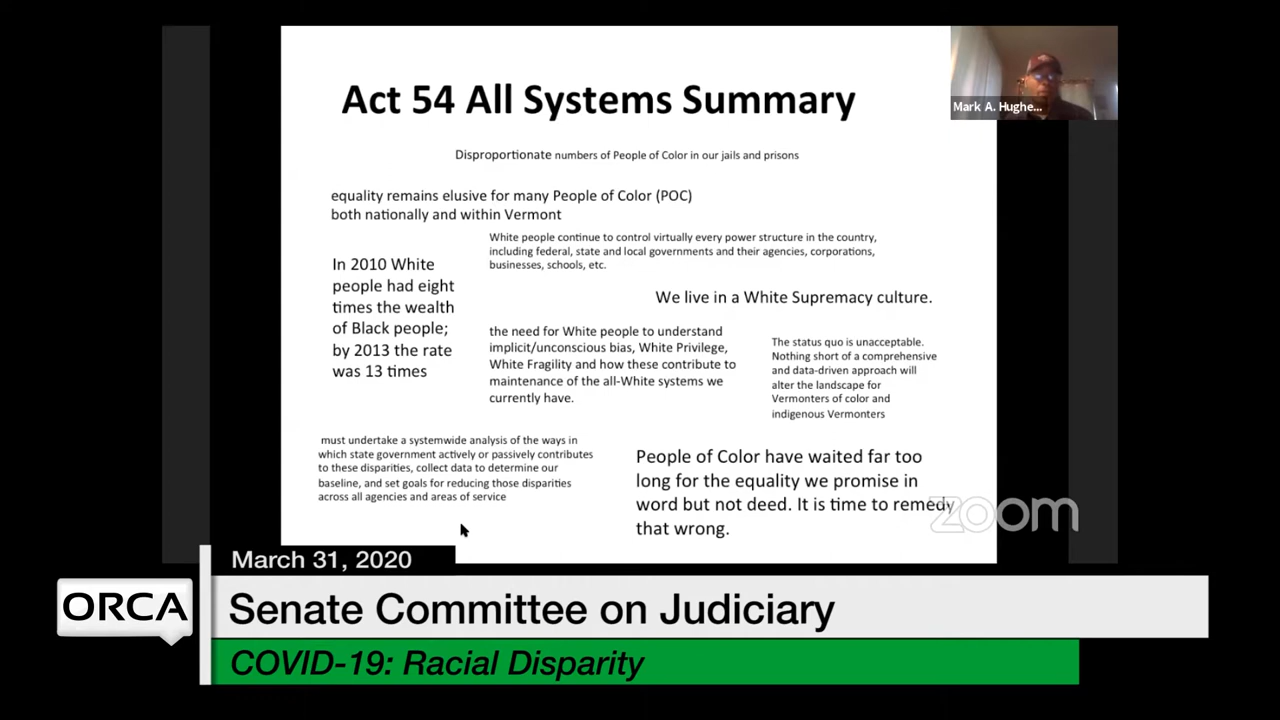 Act 54 All Systems Summary
Mark A. Hughe...
Disproportionate numbers of People of Color in our jails and prisons
equality remains elusive for many People of Color (POC)
both nationally and within Vermont
White people continue to control virtually every power structure in the country,
including federal, state and local governments and their agencies, corporations,
businesses, schools, etc.
In 2010 White
people had eight
times the wealth
of Black people;
by 2013 the rate
was 13 times
We live in a White Supremacy culture.
the need for White people to understand
implicit/unconscious bias, White Privilege,
White Fragility and how these contribute to
maintenance of the all-White systems we
currently have.
The status quo is unacceptable.
Nothing short of a comprehensive
and data-driven approach will
alter the landscape for
Vermonters of color and
indigenous Vermonters
must undertake a systemwide analysis of the ways in
which state government actively or passively contributes
to these disparities, collect data to determine our
baseline, and set goals for reducing those disparities
across all agencies and areas of service
People of Color have waited far too
long for the equality we promise in
word but not deed. It is time to remedy
that wrong.
zoom
March 31, 2020
ORCA
Senate Committee on Judiciary
COVID-19: Racial Disparity